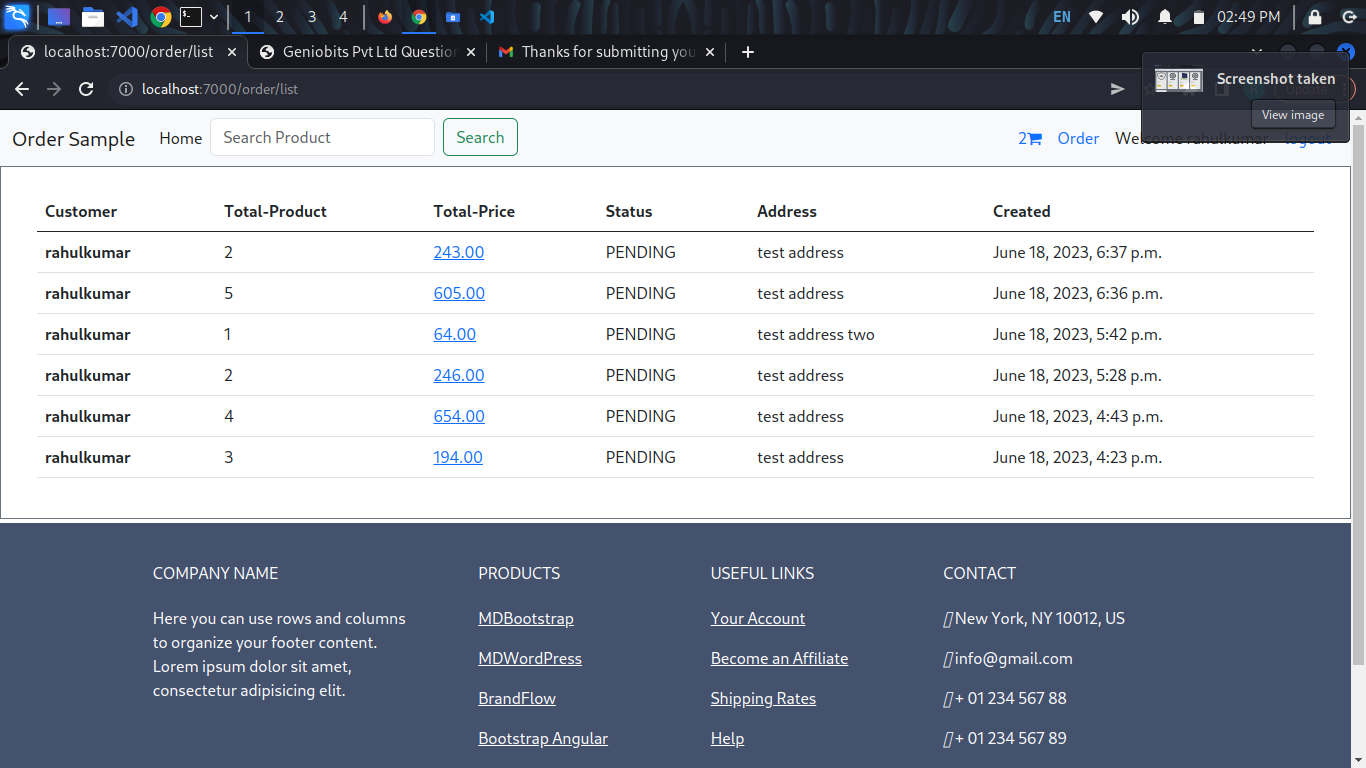 1 2 3 4 EN 02:49 PM
localhost:7000/order/list Geniobits Pvt Ltd Question Thanks for submitting you
localhost:7000/order/list
Screenshot taken
View image
Order Sample Home Search Product Search 2 Order Welcome rahulkumar logout
Customer Total-Product Total-Price Status Address Created
rahulkumar 2 243.00 PENDING test address June 18, 2023, 6:37 p.m.
rahulkumar 5 605.00 PENDING test address June 18, 2023, 6:36 p.m.
rahulkumar 1 64.00 PENDING test address two June 18, 2023, 5:42 p.m.
rahulkumar 2 246.00 PENDING test address June 18, 2023, 5:28 p.m.
rahulkumar 4 654.00 PENDING test address June 18, 2023, 4:43 p.m.
rahulkumar 3 194.00 PENDING test address June 18, 2023, 4:23 p.m.
COMPANY NAME PRODUCTS USEFUL LINKS CONTACT
Here you can use rows and columns
to organize your footer content.
Lorem ipsum dolor sit amet,
consectetur adipisicing elit.
MDBootstrap
MDWordPress
BrandFlow
Bootstrap Angular
Your Account
Become an Affiliate
Shipping Rates
Help
New York, NY 10012, US
info@gmail.com
+ 01 234 567 88
+ 01 234 567 89